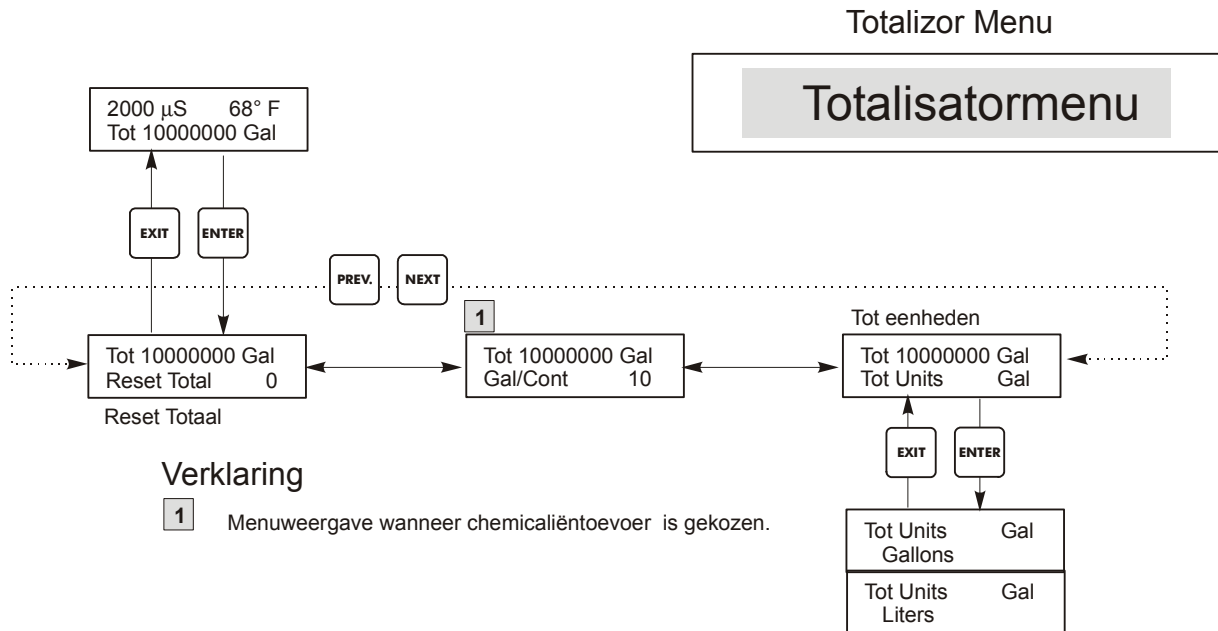 Totalizor Menu
Totalisatormenu
2000 μS 68° F
Tot 10000000 Gal
EXIT ENTER
PREV. NEXT
1
Tot eenheden
Tot 10000000 Gal
Reset Total 0
Tot 10000000 Gal
Gal/Cont 10
Tot 10000000 Gal
Tot Units Gal
Reset Totaal
EXIT ENTER
Verklaring
1 Menuweergave wanneer chemicaliëntoevoer is gekozen.
Tot Units Gal
Gallons
Tot Units Gal
Liters